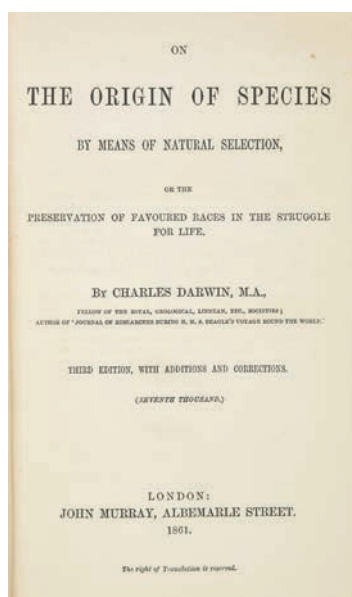 ON
THE ORIGIN OF SPECIES
BY MEANS OF NATURAL SELECTION,
OR THE
PRESERVATION OF FAVOURED RACES IN THE STRUGGLE
FOR LIFE.
By CHARLES DARWIN, M.A.,
FELLOW OF THE ROYAL, GEOLOGICAL, LINNEAN, ETC., SOCIETIES;
AUTHOR OF 'JOURNAL OF RESEARCHES DURING H. M. S. BEAGLE'S VOYAGE ROUND THE WORLD.'
THIRD EDITION, WITH ADDITIONS AND CORRECTIONS.
(SEVENTH THOUSAND.)
LONDON:
JOHN MURRAY, ALBEMARLE STREET.
1861.
The right of Translation is reserved.